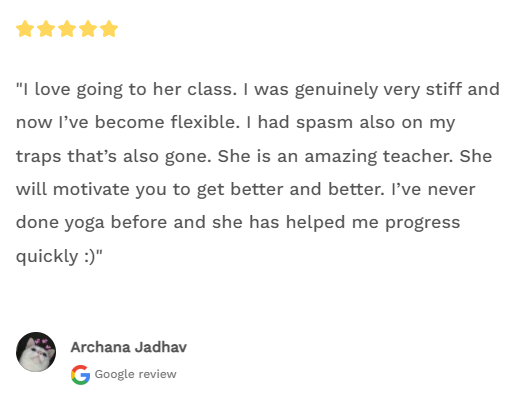 "I love going to her class. I was genuinely very stiff and
now I’ve become flexible. I had spasm also on my
traps that’s also gone. She is an amazing teacher. She
will motivate you to get better and better. I’ve never
done yoga before and she has helped me progress
quickly :)"
Archana Jadhav
Google review